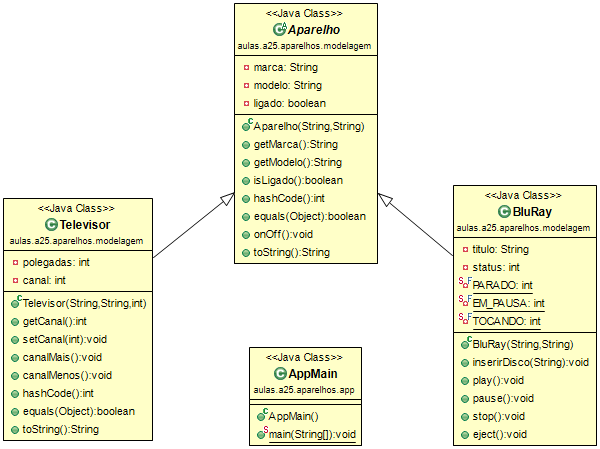 <<Java Class>>
Aparelho
aulas.a25.aparelhos.modelagem
marca: String
modelo: String
ligado: boolean
Aparelho(String,String)
getMarca():String
getModelo():String
isLigado():boolean
hashCode():int
equals(Object):boolean
onOff():void
toString():String
<<Java Class>>
Televisor
aulas.a25.aparelhos.modelagem
polegadas: int
canal: int
Televisor(String,String,int)
getCanal():int
setCanal(int):void
canalMais():void
canalMenos():void
hashCode():int
equals(Object):boolean
toString():String
<<Java Class>>
BluRay
aulas.a25.aparelhos.modelagem
titulo: String
status: int
PARADO: int
EM_PAUSA: int
TOCANDO: int
BluRay(String,String)
inserirDisco(String):void
play():void
pause():void
stop():void
eject():void
<<Java Class>>
AppMain
aulas.a25.aparelhos.app
AppMain()
main(String[]):void